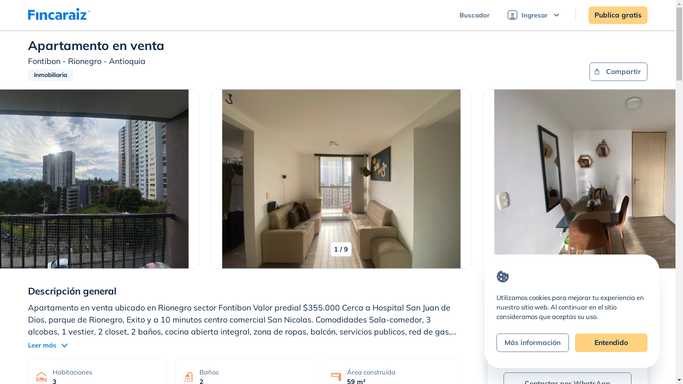 Fincaraiz
Buscador
Ingresar
Publica gratis
Apartamento en venta
Fontibon - Rionegro - Antioquia
Inmobiliaria
Compartir
1 / 9
Descripción general
Apartamento en venta ubicado en Rionegro sector Fontibon Valor predial $355.000 Cerca a Hospital San Juan de
Dios, parque de Rionegro, Exito y a 10 minutos centro comercial San Nicolas. Comodidades Sala-comedor, 3
alcobas, 1 vestier, 2 closet, 2 baños, cocina abierta integral, zona de ropas, balcón, servicios publicos, red de gas,...
Leer más
Habitaciones
3
Baños
2
Área construida
59 m²
Utilizamos cookies para mejorar tu experiencia en
nuestro sitio web. Al continuar en el sitio
consideramos que aceptas su uso.
Más información
Entendido
Contactar por WhatsApp